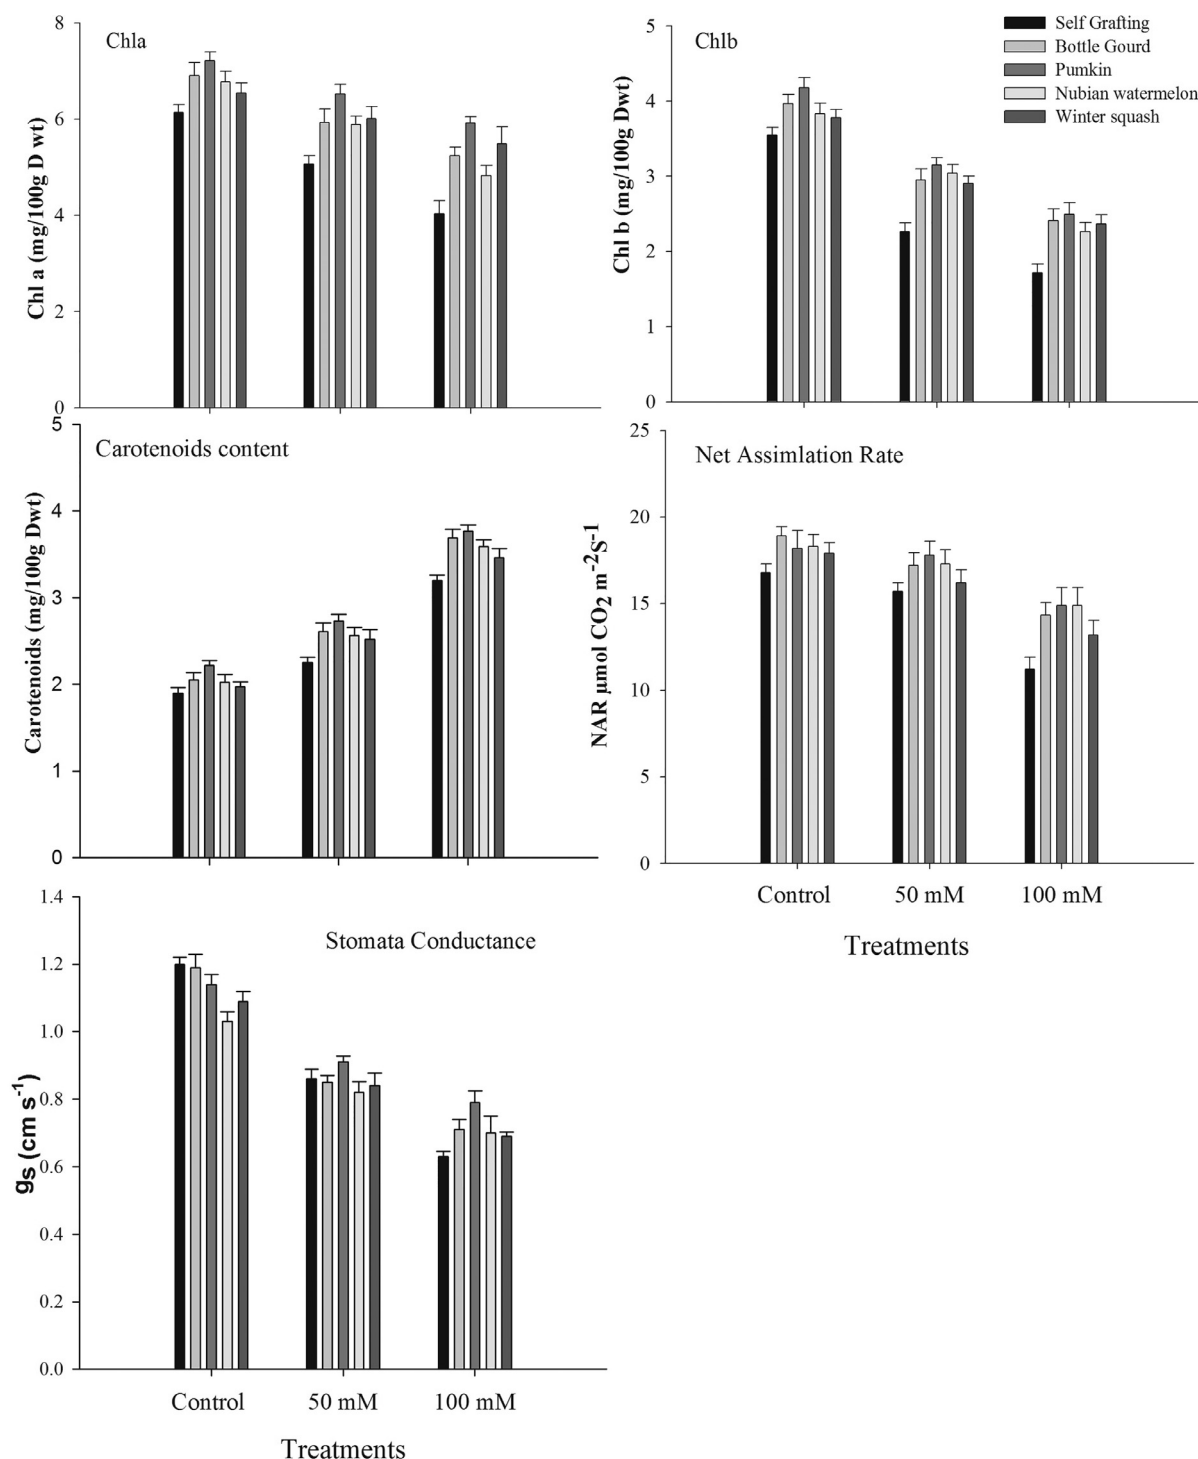 Chla
Chl a (mg/100g D wt)
8
6
4
2
0
Chlb
Chl b (mg/100g Dwt)
5
4
3
2
1
0
Self Grafting
Bottle Gourd
Pumkin
Nubian watermelon
Winter squash
Carotenoids content
Carotenoids (mg/100g Dwt)
5
4
3
2
1
0
Net Assimlation Rate
NAR µmol CO2 m-2S-1
25
20
15
10
5
0
Control 50 mM 100 mM
Treatments
Stomata Conductance
gs (cm s-1)
1.4
1.2
1.0
0.8
0.6
0.4
0.2
0.0
Control 50 mM 100 mM
Treatments